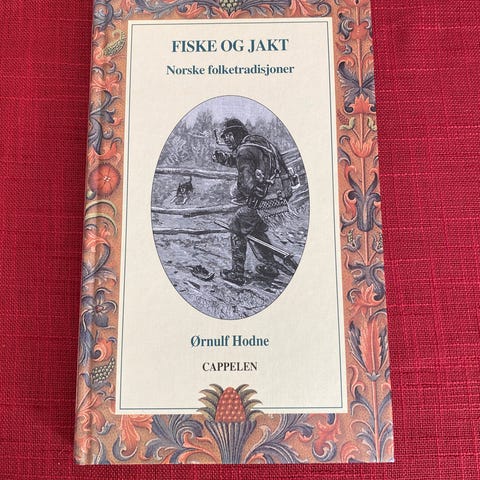 FISKE OG JAKT
Norske folketradisjoner
Ørnulf Hodne
CAPPELEN